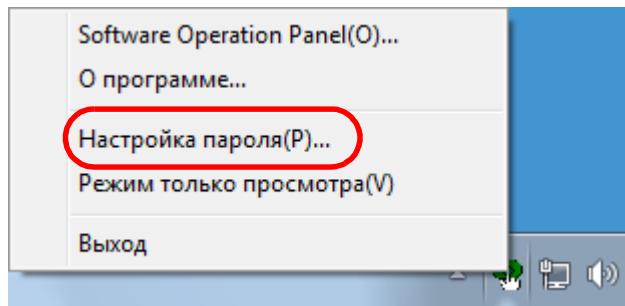 Software Operation Panel(O)...
О программе...
Настройка пароля(P)...
Режим только просмотра(V)
Выход